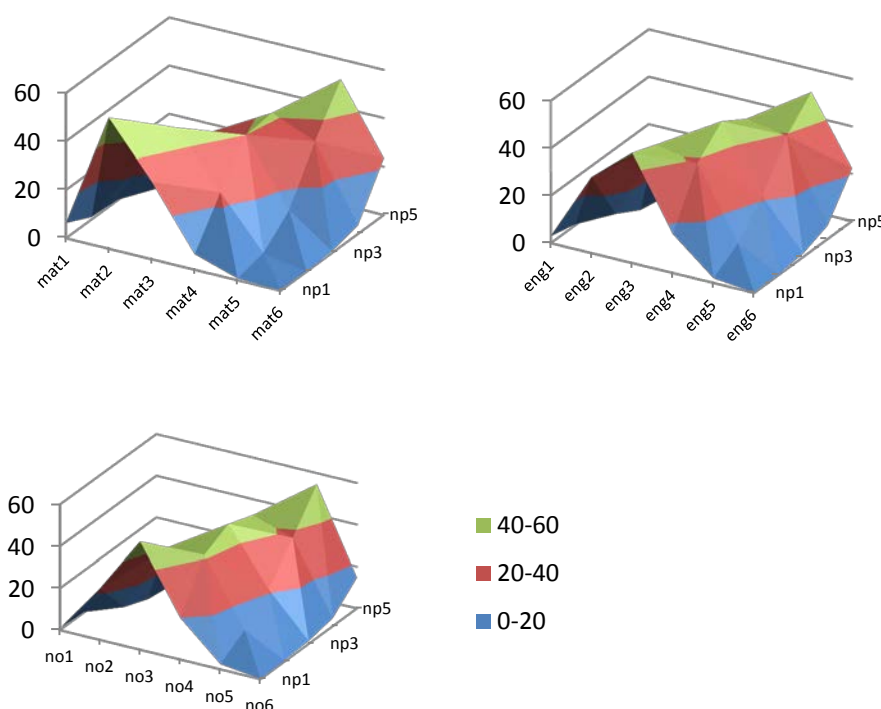 60
40
20
0
mat1
mat2
mat3
mat4
mat5
mat6
np1
np3
np5
60
40
20
0
eng1
eng2
eng3
eng4
eng5
eng6
np1
np3
np5
60
40
20
0
no1
no2
no3
no4
no5
no6
np1
np3
np5
40-60
20-40
0-20